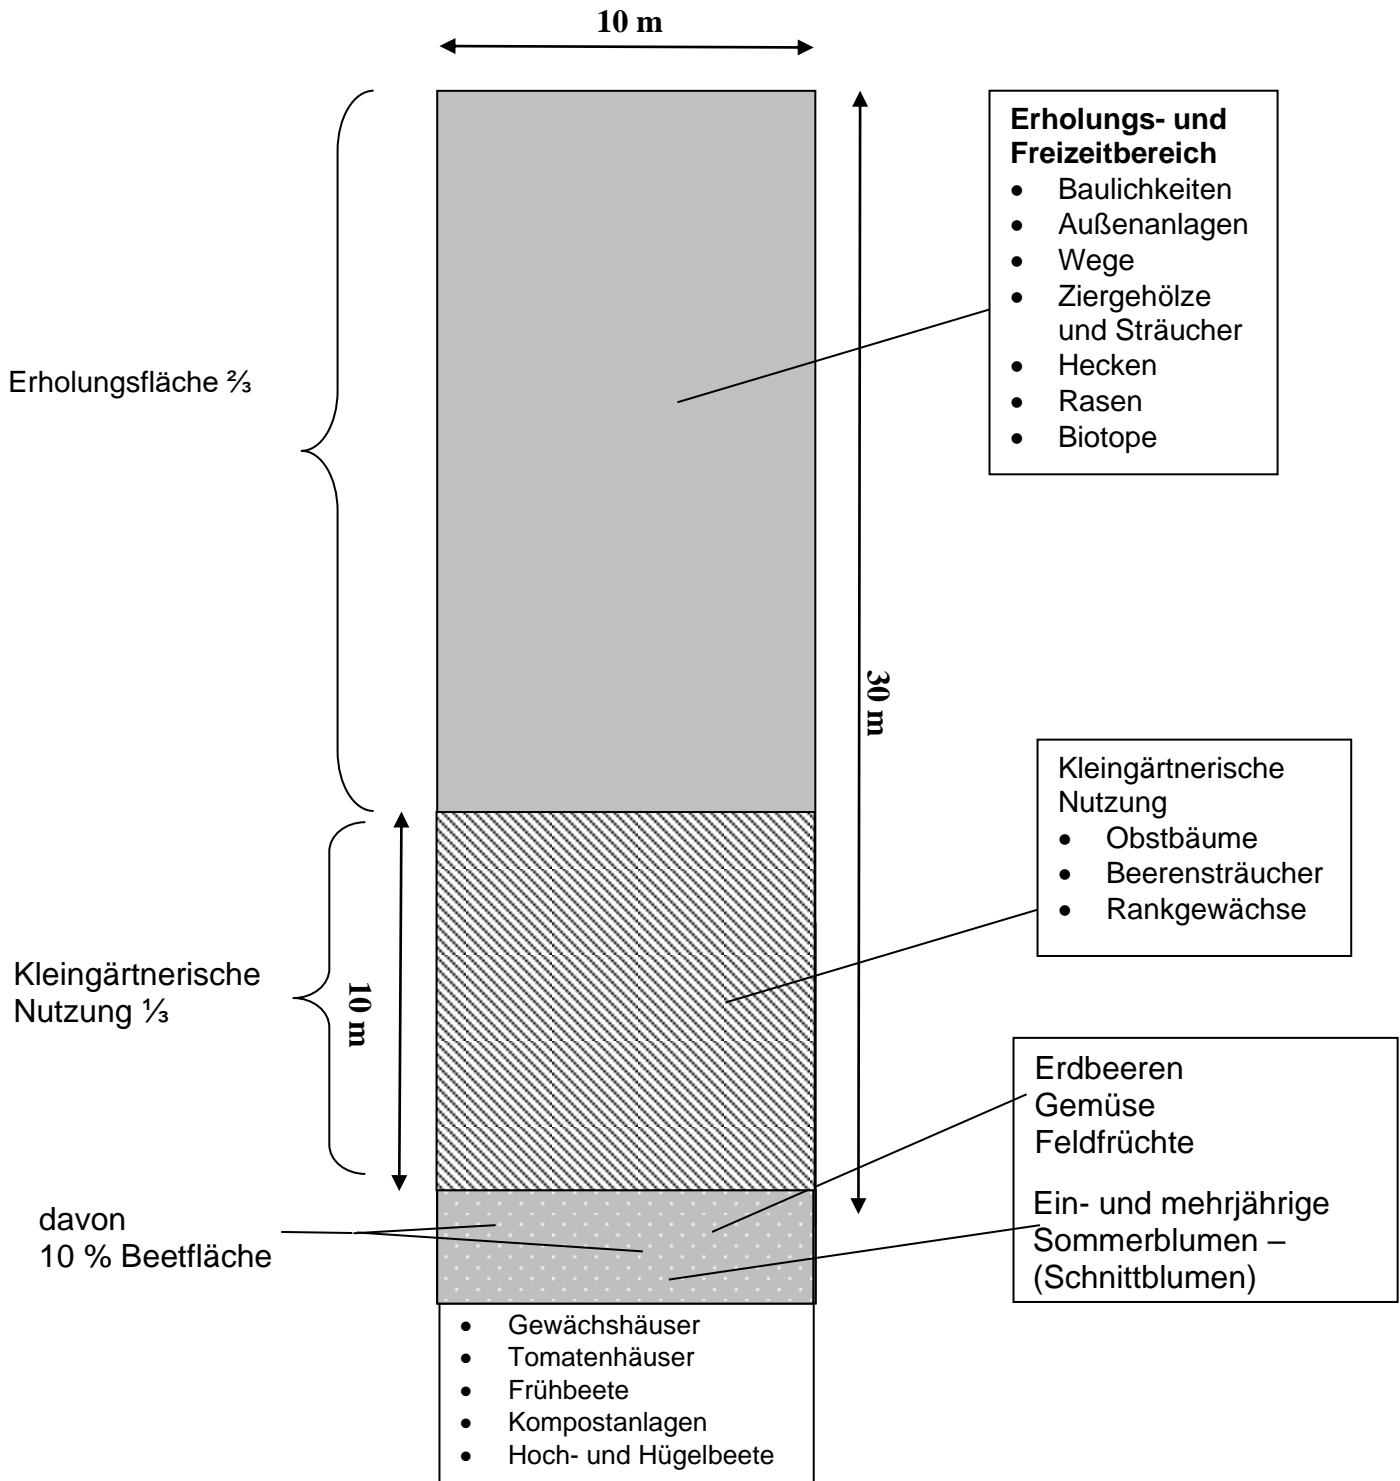 10 m
Erholungs- und
Freizeitbereich
• Baulichkeiten
• Außenanlagen
• Wege
• Ziergehölze
und Sträucher
• Hecken
• Rasen
• Biotope
Erholungsfläche ⅔
30 m
Kleingärtnerische
Nutzung
• Obstbäume
• Beerensträucher
• Rankgewächse
Kleingärtnerische
Nutzung ⅓
10 m
Erdbeeren
Gemüse
Feldfrüchte
Ein- und mehrjährige
Sommerblumen –
(Schnittblumen)
davon
10 % Beetfläche
• Gewächshäuser
• Tomatenhäuser
• Frühbeete
• Kompostanlagen
• Hoch- und Hügelbeete